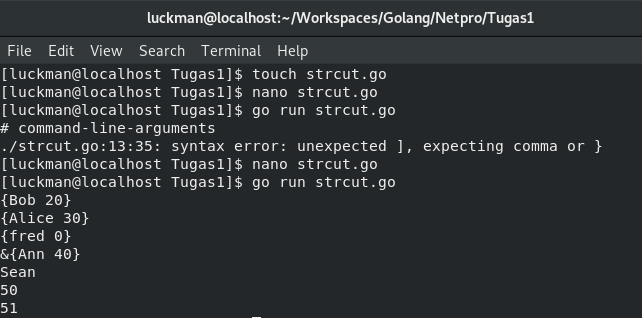 luckman@localhost:~/Workspaces/Golang/Netpro/Tugas1
File Edit View Search Terminal Help
[luckman@localhost Tugas1]$ touch strcut.go
[luckman@localhost Tugas1]$ nano strcut.go
[luckman@localhost Tugas1]$ go run strcut.go
# command-line-arguments
./strcut.go:13:35: syntax error: unexpected ], expecting comma or }
[luckman@localhost Tugas1]$ nano strcut.go
[luckman@localhost Tugas1]$ go run strcut.go
{Bob 20}
{Alice 30}
{fred 0}
&{Ann 40}
Sean
50
51